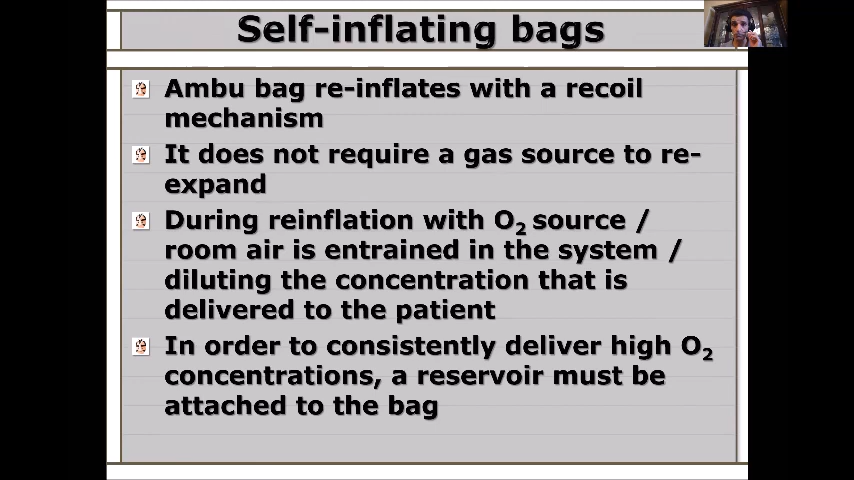 Self-inflating bags
Ambu bag re-inflates with a recoil
mechanism
It does not require a gas source to re-
expand
During reinflation with O2 source /
room air is entrained in the system /
diluting the concentration that is
delivered to the patient
In order to consistently deliver high O2
concentrations, a reservoir must be
attached to the bag